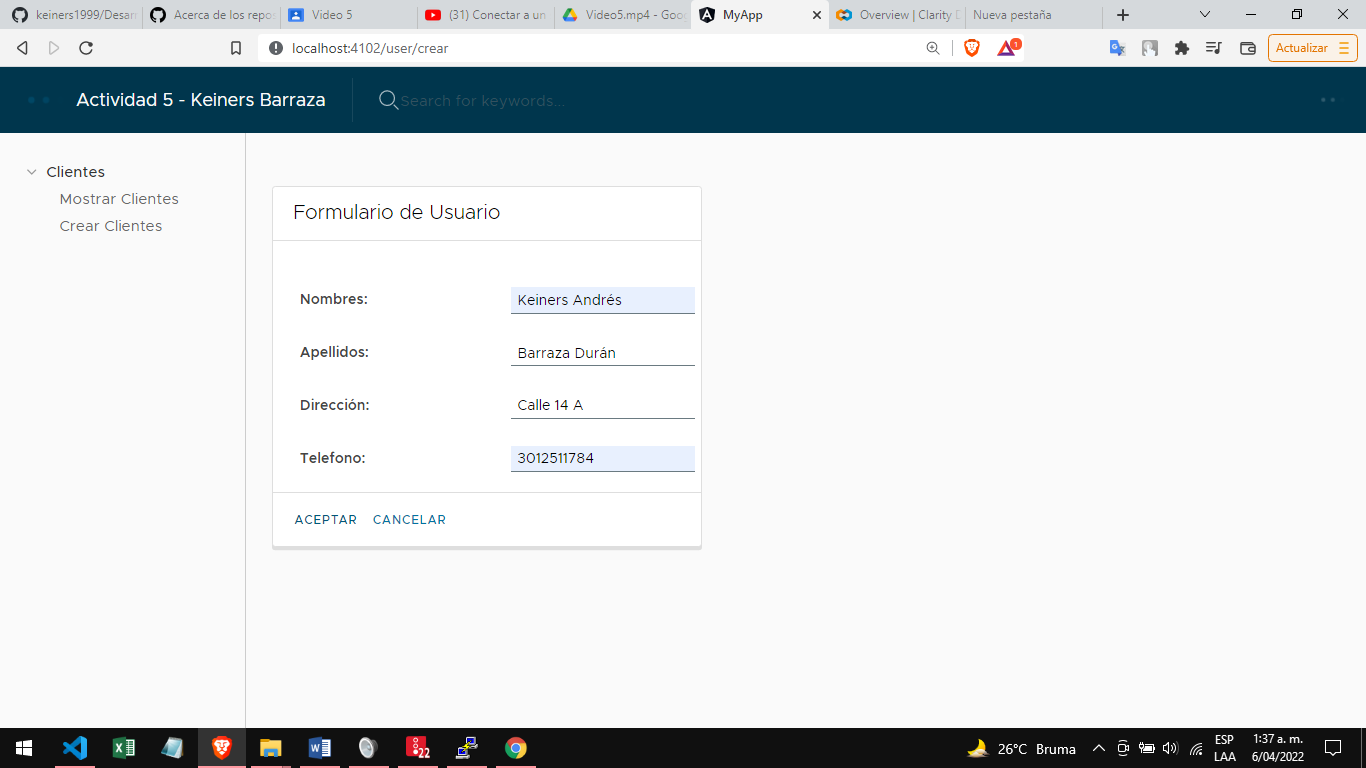 keiners1999/Desar
Acerca de los repos
Video 5
(31) Conectar a un
Video5.mp4 - Goo
MyApp
Overview | Clarity D
Nueva pestaña
localhost:4102/user/crear
1
Actualizar
Actividad 5 - Keiners Barraza
Search for keywords...
Clientes
Mostrar Clientes
Crear Clientes
Formulario de Usuario
Nombres: Keiners Andrés
Apellidos: Barraza Durán
Dirección: Calle 14 A
Telefono: 3012511784
ACEPTAR CANCELAR
22
26°C Bruma
ESP
LAA
1:37 a. m.
6/04/2022